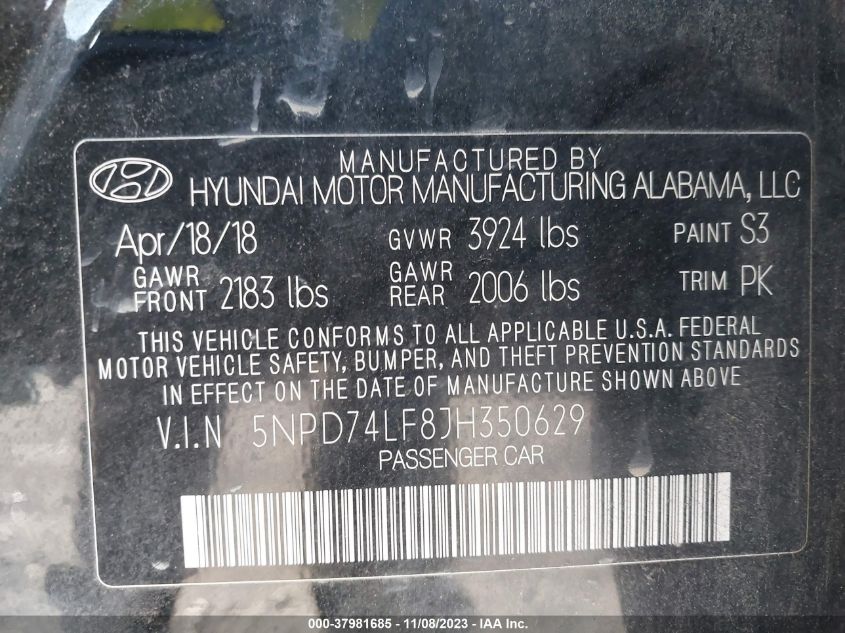 MANUFACTURED BY
HYUNDAI MOTOR MANUFACTURING ALABAMA, LLC
Apr/18/18 GVWR 3924 lbs PAINT S3
GAWR FRONT 2183 lbs GAWR REAR 2006 lbs TRIM PK
THIS VEHICLE CONFORMS TO ALL APPLICABLE U.S.A. FEDERAL
MOTOR VEHICLE SAFETY, BUMPER, AND THEFT PREVENTION STANDARDS
IN EFFECT ON THE DATE OF MANUFACTURE SHOWN ABOVE
V.I.N 5NPD74LF8JH350629
PASSENGER CAR
000-37981685 - 11/08/2023 - IAA Inc.